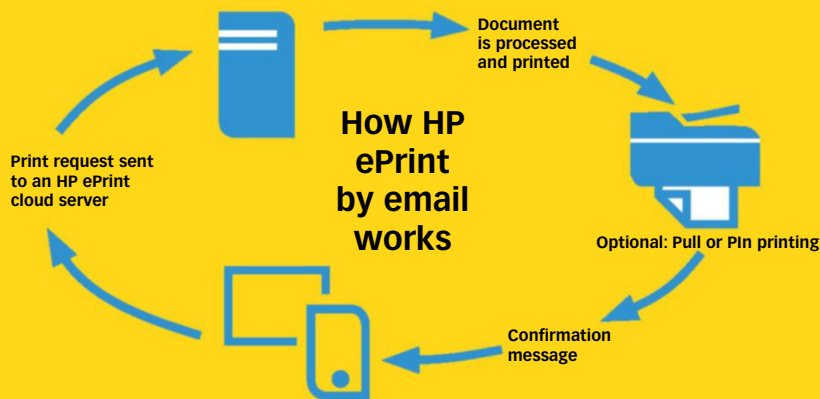 Document
is processed
and printed
How HP
ePrint
by email
works
Print request sent
to an HP ePrint
cloud server
Optional: Pull or PIn printing
Confirmation
message